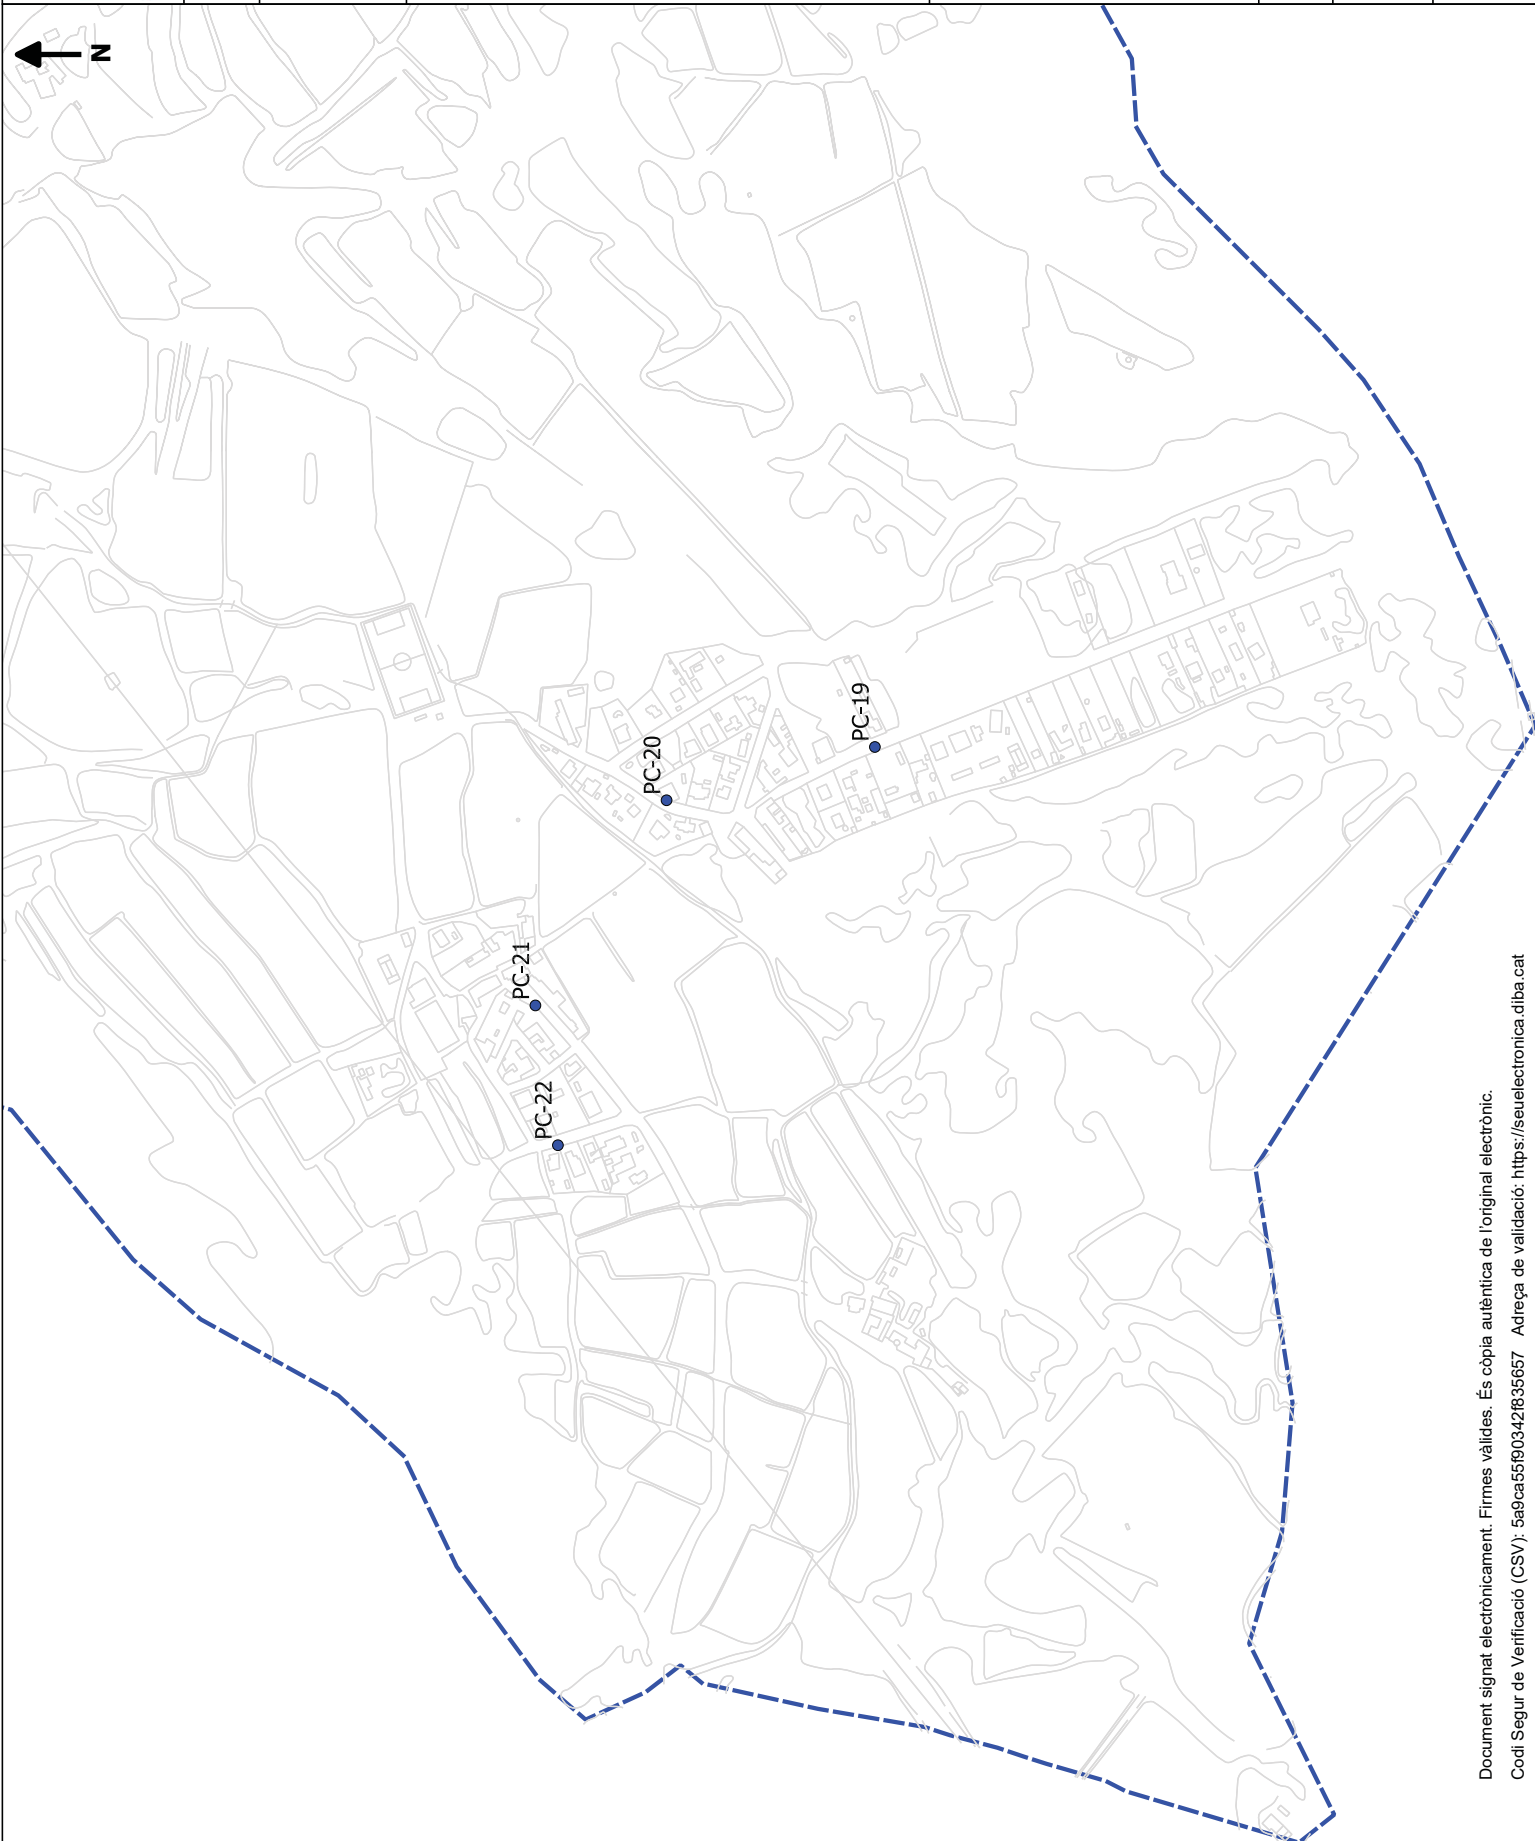 N
PC-19
PC-20
PC-21
PC-22
Document signat electrònicament. Firmes vàlides. És còpia autèntica de l'original electrònic.
Codi Segur de Verificació (CSV): 5a9ca55f90342f835657 Adreça de validació: https://seuelectronica.diba.cat